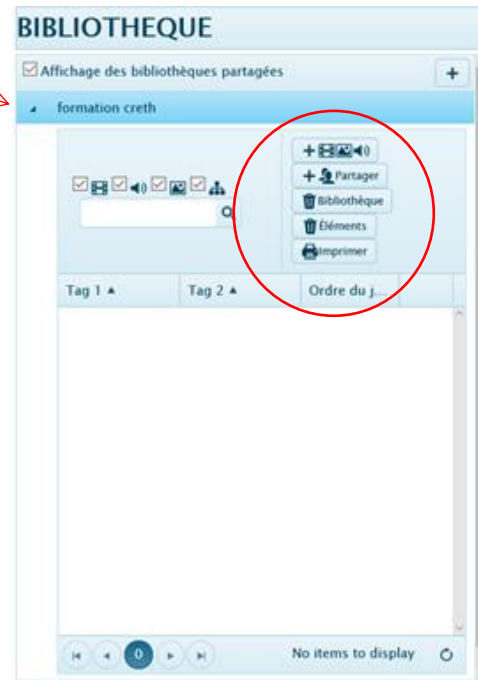 BIBLIOTHEQUE
Affichage des bibliothèques partagées
+
formation creth
+
+ Partager
Bibliothèque
Éléments
Imprimer
Tag 1 Tag 2 Ordre du j...
0 No items to display